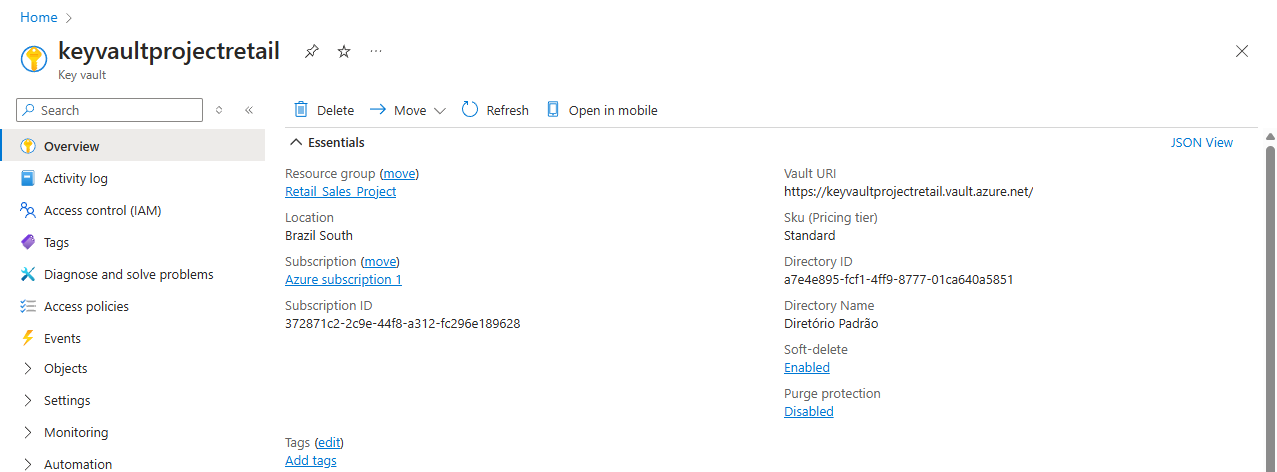 Home
keyvaultprojectretail
Key vault
Search
Delete Move Refresh Open in mobile
Overview
Activity log
Access control (IAM)
Tags
Diagnose and solve problems
Access policies
Events
Objects
Settings
Monitoring
Automation
Essentials
JSON View
Resource group (move)
Retail_Sales_Project
Location
Brazil South
Subscription (move)
Azure subscription 1
Subscription ID
372871c2-2c9e-44f8-a312-fc296e189628
Vault URI
https://keyvaultprojectretail.vault.azure.net/
Sku (Pricing tier)
Standard
Directory ID
a7e4e895-fcf1-4ff9-8777-01ca640a5851
Directory Name
Diretório Padrão
Soft-delete
Enabled
Purge protection
Disabled
Tags (edit)
Add tags